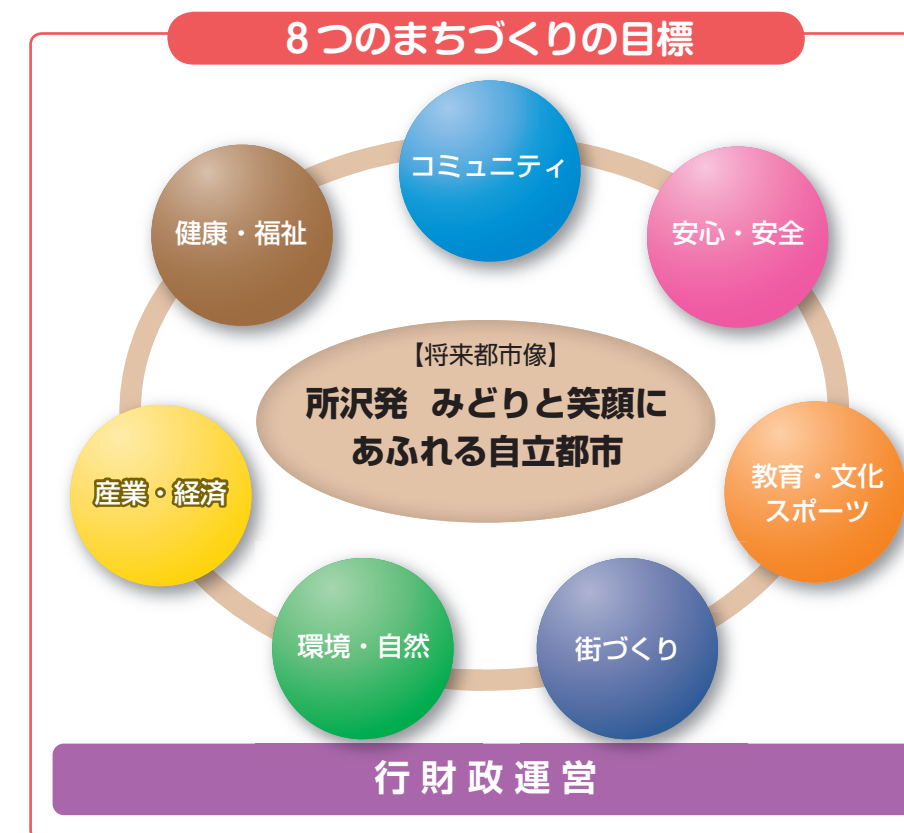 8つのまちづくりの目標
コミュニティ
健康・福祉
安心・安全
【将来都市像】
所沢発 みどりと笑顔に
あふれる自立都市
産業・経済
教育・文化
スポーツ
環境・自然
街づくり
行財政運営